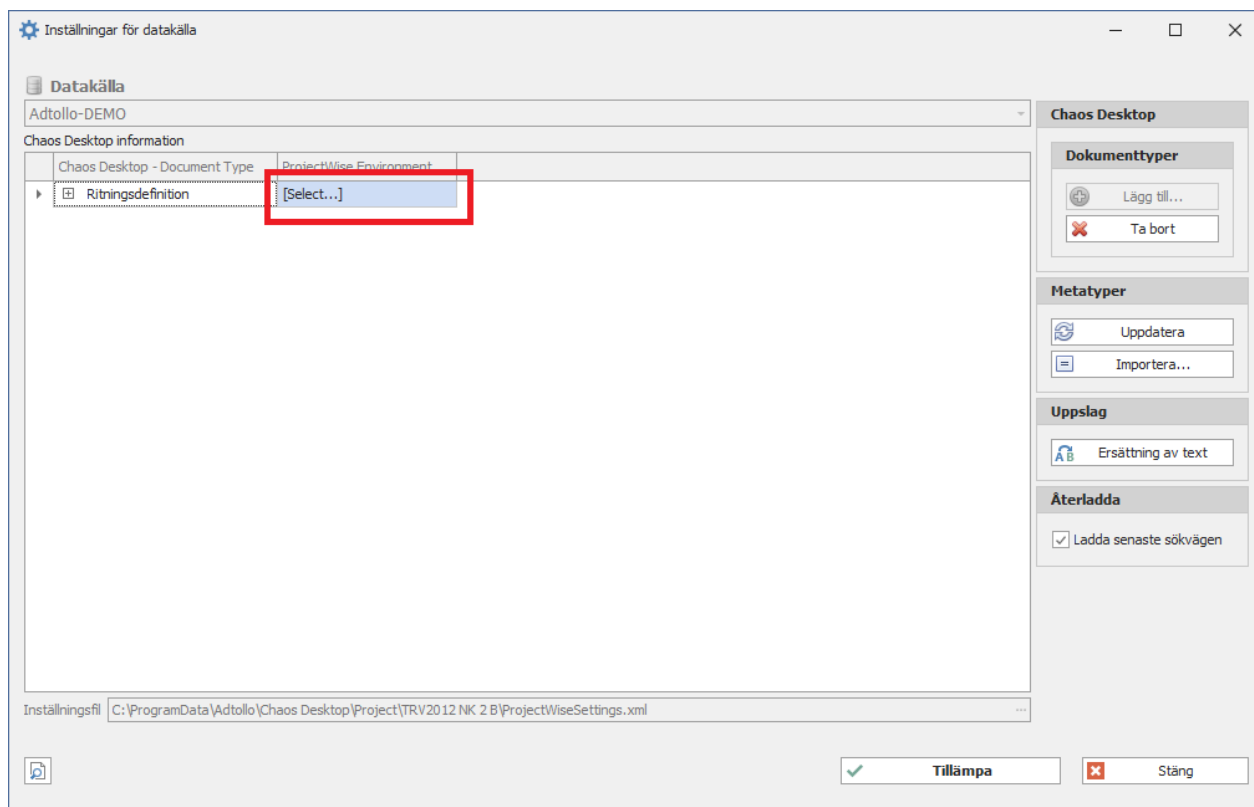 Inställningar för datakälla
Datakälla
Adtollo-DEMO
Chaos Desktop information
Chaos Desktop - Document Type
ProjectWise Environment
Ritningsdefinition
[Select...]
Chaos Desktop
Dokumenttyper
Lägg till...
Ta bort
Metatyper
Uppdatera
Importera...
Uppslag
Ersättning av text
Återladda
Ladda senaste sökvägen
Inställningsfil C:\ProgramData\Adtollo\Chaos Desktop\Project\TRV2012 NK 2 B\ProjectWiseSettings.xml
Tillämpa
Stäng